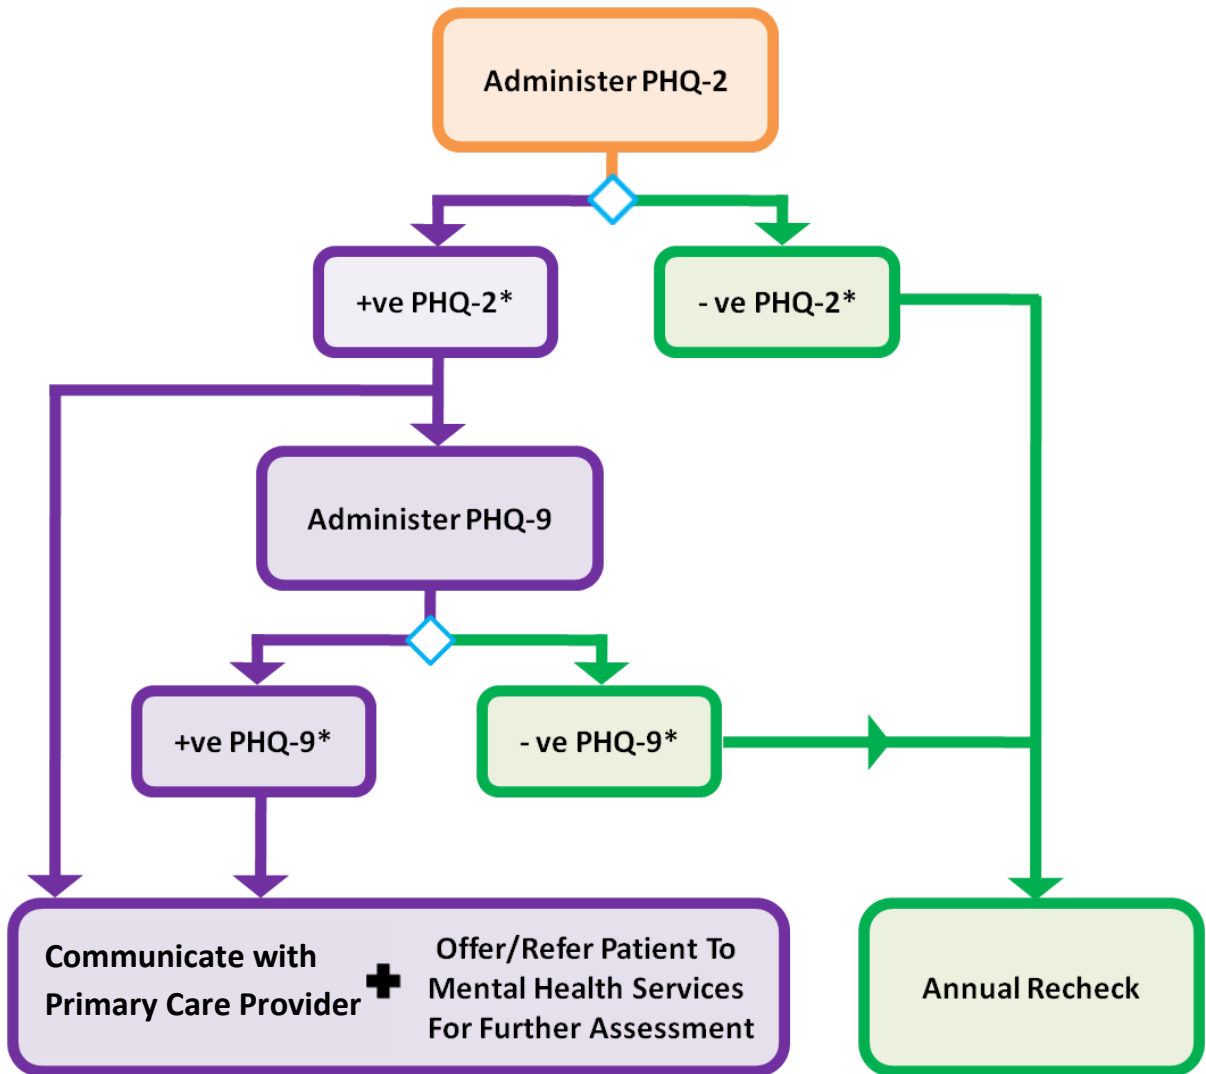 Administer PHQ-2
+ve PHQ-2*
- ve PHQ-2*
Administer PHQ-9
+ve PHQ-9*
- ve PHQ-9*
Communicate with
Primary Care Provider
+
Offer/Refer Patient To
Mental Health Services
For Further Assessment
Annual Recheck